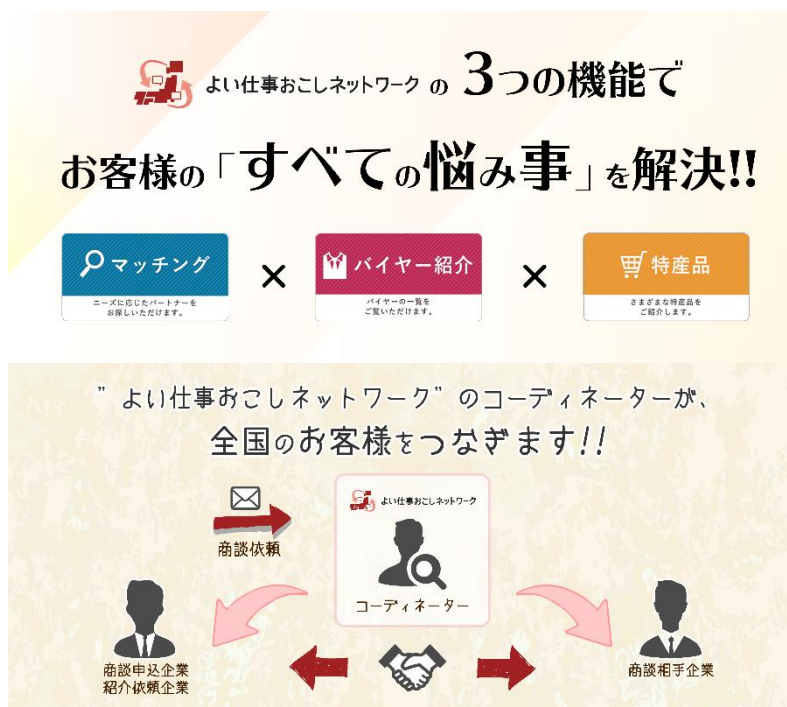 よい仕事おこしネットワークの3つの機能で
お客様の「すべての悩み事」を解決!!
マッチング
ニーズに応じたパートナーを
お探しいただけます。
×
バイヤー紹介
バイヤーの一覧を
ご覧いただけます。
×
特産品
さまざまな特産品を
ご紹介します。
”よい仕事おこしネットワーク”のコーディネーターが、
全国のお客様をつなぎます!!
商談依頼
よい仕事おこしネットワーク
コーディネーター
商談申込企業
紹介依頼企業
商談相手企業